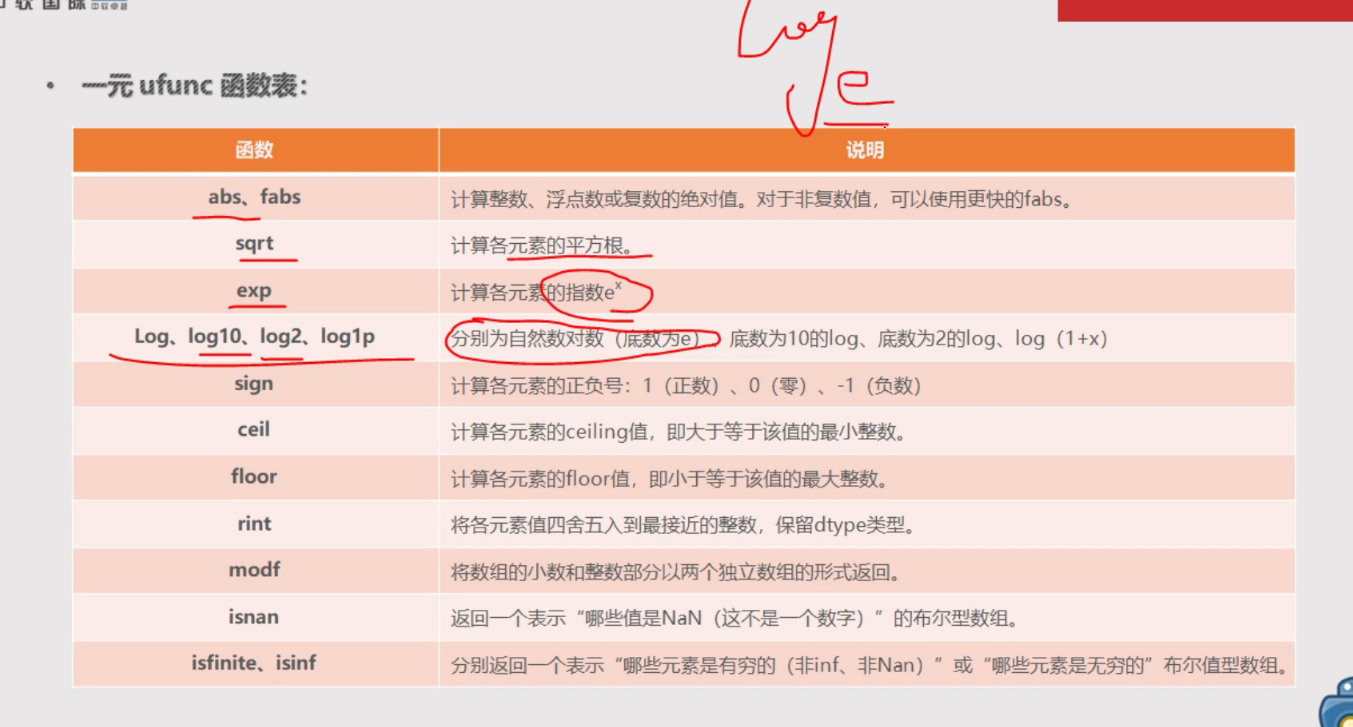 软国际
• 一元 ufunc 函数表：
函数 说明
abs、fabs 计算整数、浮点数或复数的绝对值。对于非复数值，可以使用更快的fabs。
sqrt 计算各元素的平方根。
exp 计算各元素的指数eˣ
Log、log10、log2、log1p 分别为自然数对数（底数为e）、底数为10的log、底数为2的log、log（1+x）
sign 计算各元素的正负号：1（正数）、0（零）、-1（负数）
ceil 计算各元素的ceiling值，即大于等于该值的最小整数。
floor 计算各元素的floor值，即小于等于该值的最大整数。
rint 将各元素值四舍五入到最接近的整数，保留dtype类型。
modf 将数组的小数和整数部分以两个独立数组的形式返回。
isnan 返回一个表示“哪些值是NaN（这不是一个数字）”的布尔型数组。
isfinite、isinf 分别返回一个表示“哪些元素是有穷的（非inf、非Nan）”或“哪些元素是无穷的”布尔值型数组。
log
e